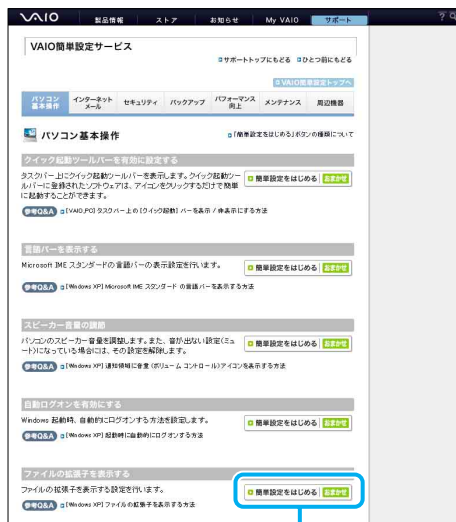 VAIO 製品情報 ストア お知らせ My VAIO サポート
VAIO簡単設定サービス
サポートトップにもどる ひとつ前にもどる
VAIO簡単設定トップへ
パソコン基本操作 インターネットメール セキュリティ バックアップ パフォーマンス向上 メンテナンス 周辺機器
パソコン基本操作
「簡単設定をはじめる」ボタンの種類について
クイック起動ツールバーを有効に設定する
タスクバー上にクイック起動ツールバーを表示します。クイック起動ツー
ルバーに登録されたソフトウェアは、アイコンをクリックするだけで簡単
に起動することができます。
簡単設定をはじめる おまかせ
参考Q&A [VAIO_PC] タスクバー上の [クイック起動] バーを表示 / 非表示にする方法
言語バーを表示する
Microsoft IME スタンダードの言語バーの表示設定を行います。
簡単設定をはじめる おまかせ
参考Q&A [Windows XP] Microsoft IME スタンダード の言語バーを表示する方法
スピーカー音量の調節
パソコンのスピーカー音量を調整します。また、音が出ない設定(ミュ
ート)になっている場合には、その設定を解除します。
簡単設定をはじめる おまかせ
参考Q&A [Windows XP] 通知領域に音量 (ボリューム コントロール)アイコンを表示する方法
自動ログオンを有効にする
Windows 起動時、自動的にログオンする方法を設定します。
簡単設定をはじめる おまかせ
参考Q&A [Windows XP] 起動時に自動的にログオンする方法
ファイルの拡張子を表示する
ファイルの拡張子を表示する設定を行います。
簡単設定をはじめる おまかせ
参考Q&A [Windows XP] ファイルの拡張子を表示する方法